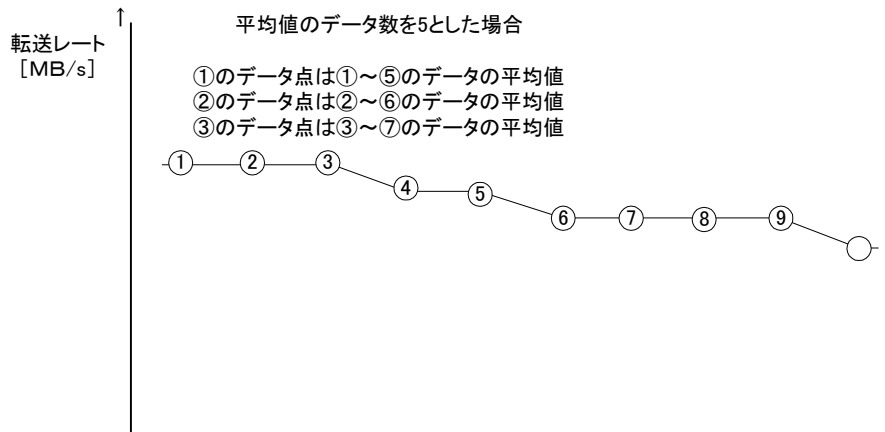 ↑
転送レート
[MB/s]
平均値のデータ数を5とした場合
①のデータ点は①～⑤のデータの平均値
②のデータ点は②～⑥のデータの平均値
③のデータ点は③～⑦のデータの平均値
① ② ③ ④ ⑤ ⑥ ⑦ ⑧ ⑨